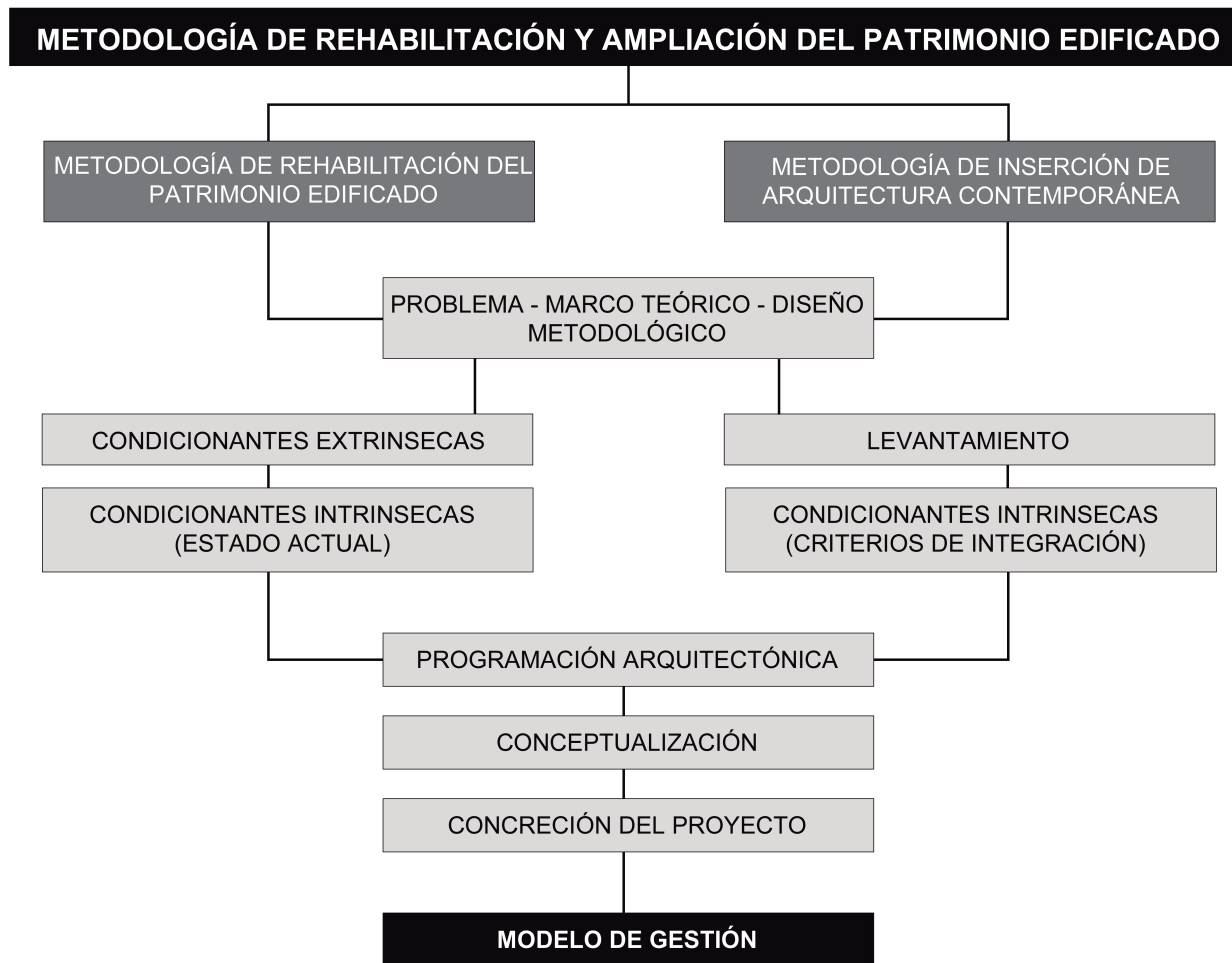 METODOLOGÍA DE REHABILITACIÓN Y AMPLIACIÓN DEL PATRIMONIO EDIFICADO
METODOLOGÍA DE REHABILITACIÓN DEL
PATRIMONIO EDIFICADO
METODOLOGÍA DE INSERCIÓN DE
ARQUITECTURA CONTEMPORÁNEA
PROBLEMA - MARCO TEÓRICO - DISEÑO
METODOLÓGICO
CONDICIONANTES EXTRINSECAS
LEVANTAMIENTO
CONDICIONANTES INTRINSECAS
(ESTADO ACTUAL)
CONDICIONANTES INTRINSECAS
(CRITERIOS DE INTEGRACIÓN)
PROGRAMACIÓN ARQUITECTÓNICA
CONCEPTUALIZACIÓN
CONCRECIÓN DEL PROYECTO
MODELO DE GESTIÓN